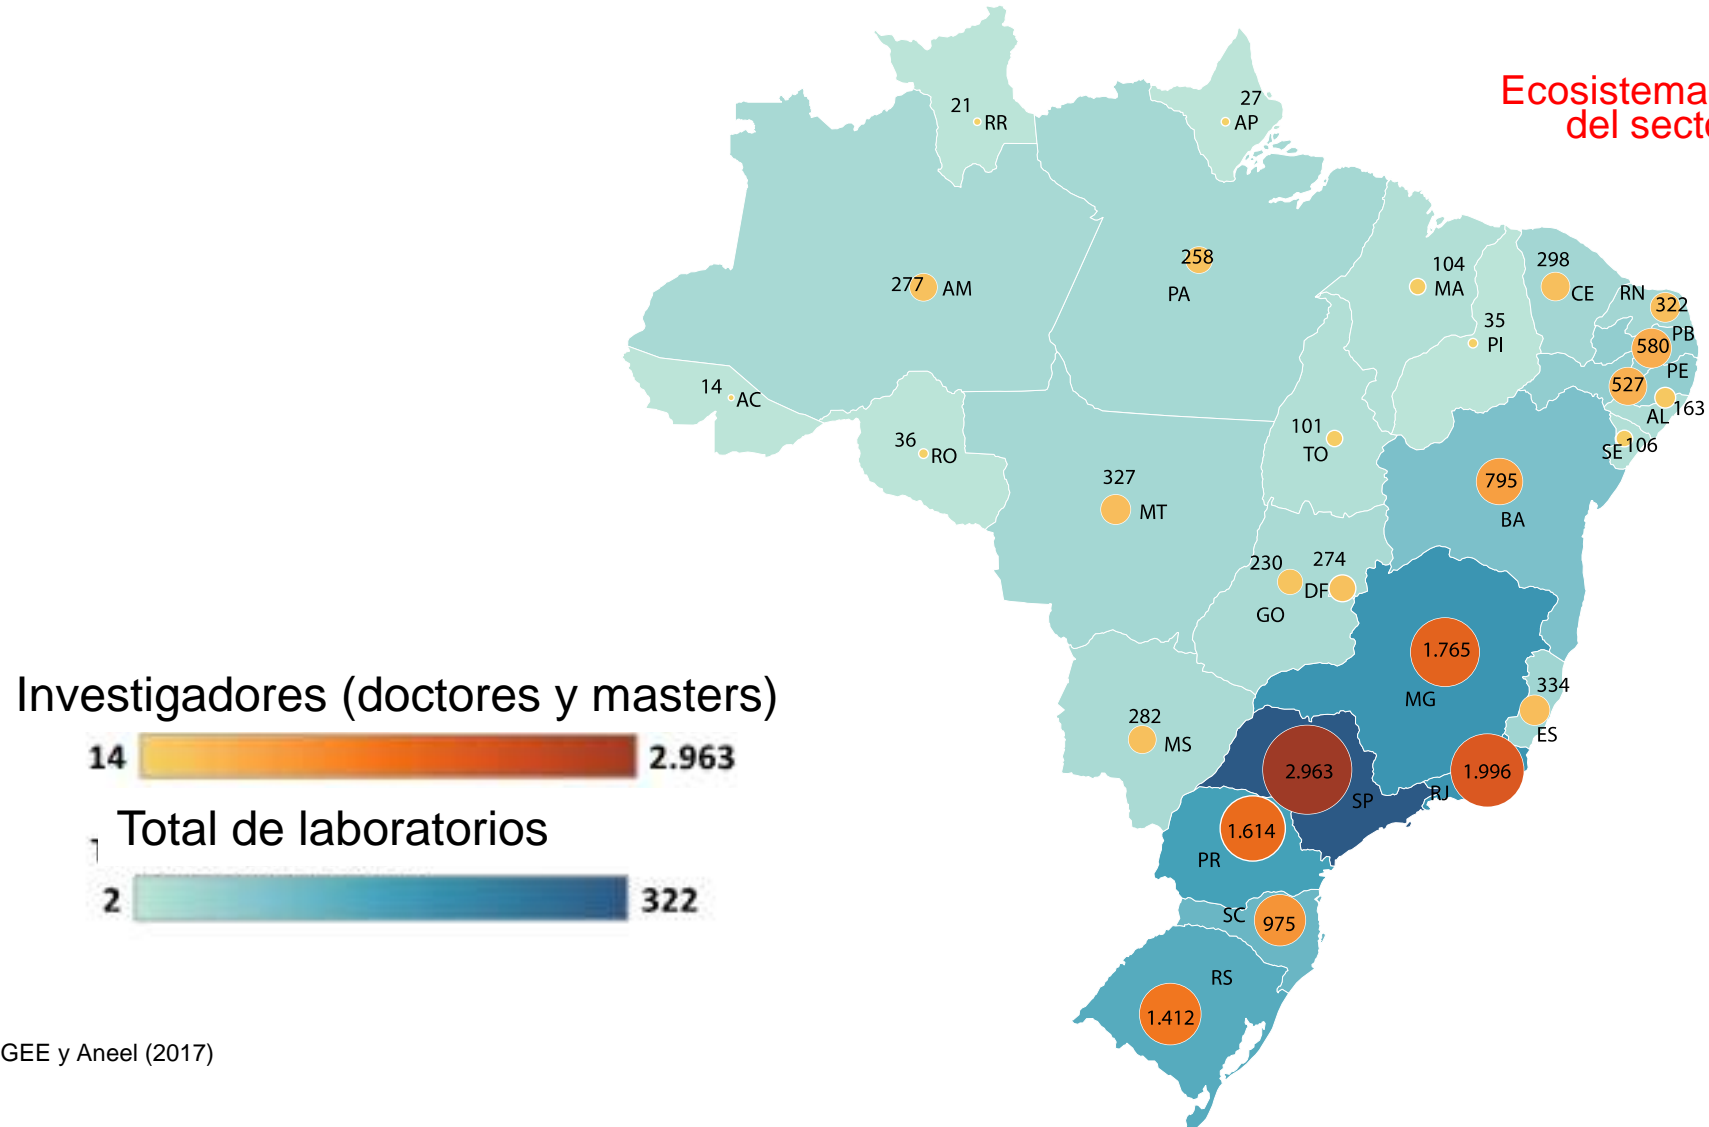 Ecosistema
del secto
21
RR
27
AP
277
AM
258
PA
104
MA
35
PI
298
CE
RN
322
PB
580
PE
527
AL
163
SE
106
14
AC
36
RO
101
TO
327
MT
795
BA
230
274
DF
GO
1.765
MG
334
ES
282
MS
2.963
SP
1.996
RJ
1.614
PR
SC
975
RS
1.412
Investigadores (doctores y masters)
14
2.963
Total de laboratorios
2
322
GEE y Aneel (2017)